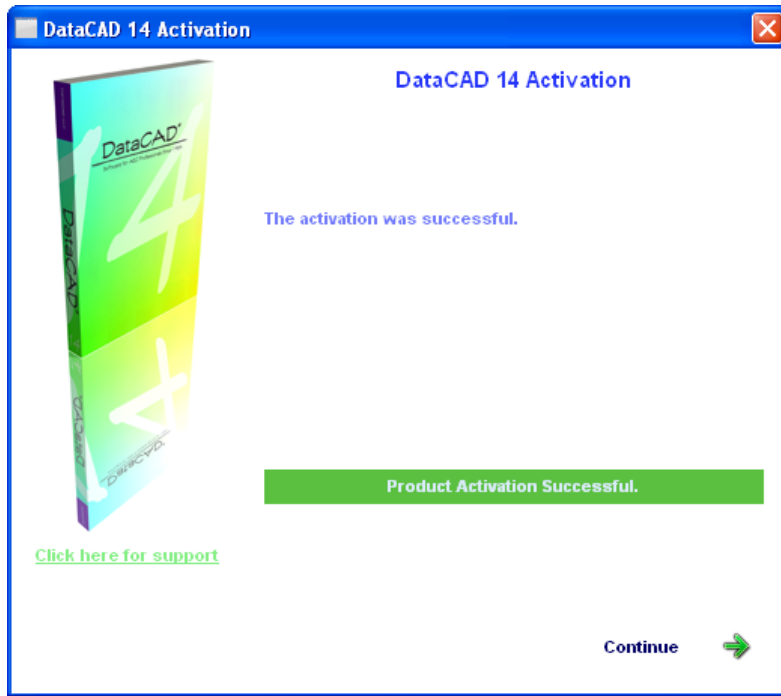 DataCAD 14 Activation
DataCAD 14 Activation
DataCAD
DataCAD
14
The activation was successful.
Product Activation Successful.
Click here for support
Continue